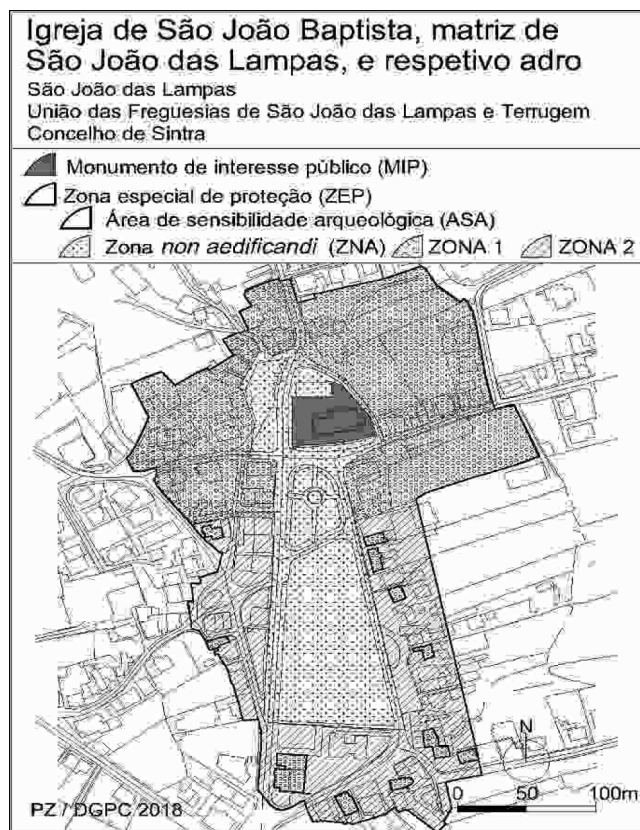 Igreja de São João Baptista, matriz de
São João das Lampas, e respetivo adro
São João das Lampas
União das Freguesias de São João das Lampas e Terrugem
Concelho de Sintra
Monumento de interesse público (MIP)
Zona especial de proteção (ZEP)
Área de sensibilidade arqueológica (ASA)
Zona non aedificandi (ZNA) ZONA 1 ZONA 2
N
PZ / DGPC 2018
0 50 100m